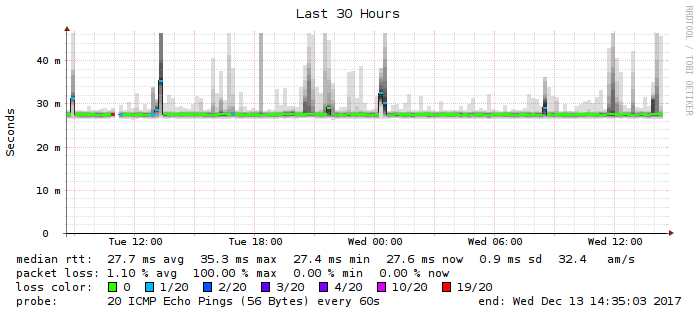 Last 30 Hours
RRDTOOL / TOBI OETIKER
Seconds
40 m
30 m
20 m
10 m
0
Tue 12:00 Tue 18:00 Wed 00:00 Wed 06:00 Wed 12:00
median rtt: 27.7 ms avg 35.3 ms max 27.4 ms min 27.6 ms now 0.9 ms sd 32.4 am/s
packet loss: 1.10 % avg 100.00 % max 0.00 % min 0.00 % now
loss color: 0 1/20 2/20 3/20 4/20 10/20 19/20
probe: 20 ICMP Echo Pings (56 Bytes) every 60s end: Wed Dec 13 14:35:03 2017